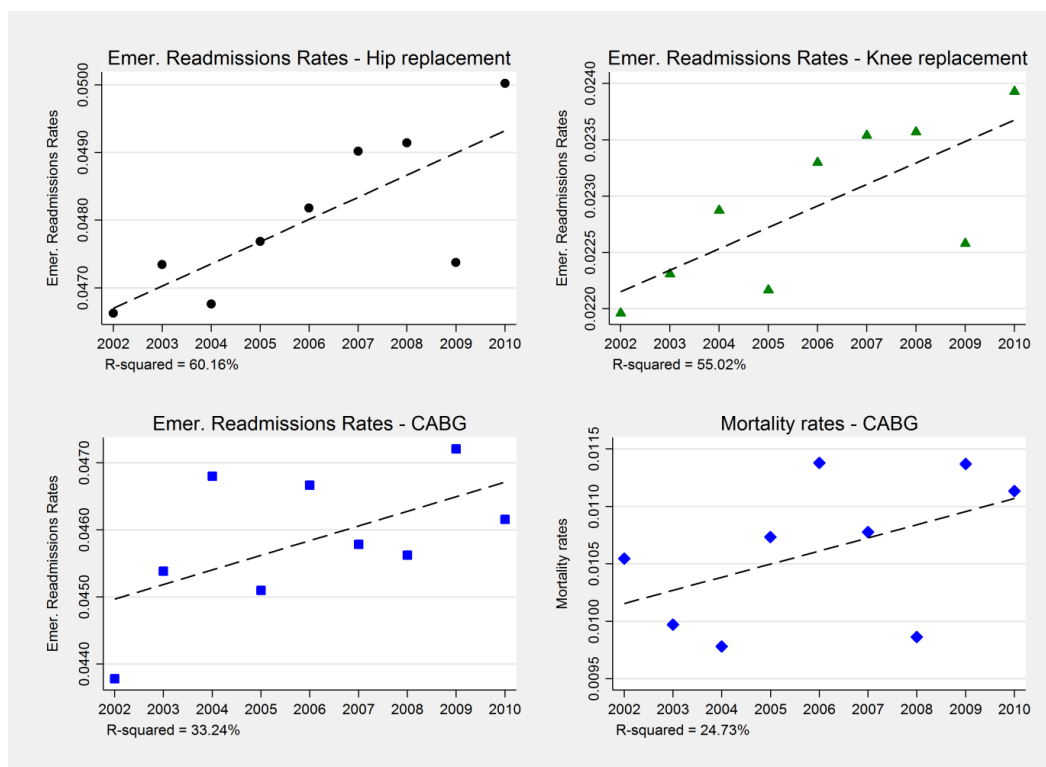 Emer. Readmissions Rates - Hip replacement
Emer. Readmissions Rates
0.0500
0.0490
0.0480
0.0470
2002 2003 2004 2005 2006 2007 2008 2009 2010
R-squared = 60.16%
Emer. Readmissions Rates - Knee replacement
Emer. Readmissions Rates
0.0240
0.0235
0.0230
0.0225
0.0220
2002 2003 2004 2005 2006 2007 2008 2009 2010
R-squared = 55.02%
Emer. Readmissions Rates - CABG
Emer. Readmissions Rates
0.0470
0.0460
0.0450
0.0440
2002 2003 2004 2005 2006 2007 2008 2009 2010
R-squared = 33.24%
Mortality rates - CABG
Mortality rates
0.0115
0.0110
0.0105
0.0100
0.0095
2002 2003 2004 2005 2006 2007 2008 2009 2010
R-squared = 24.73%